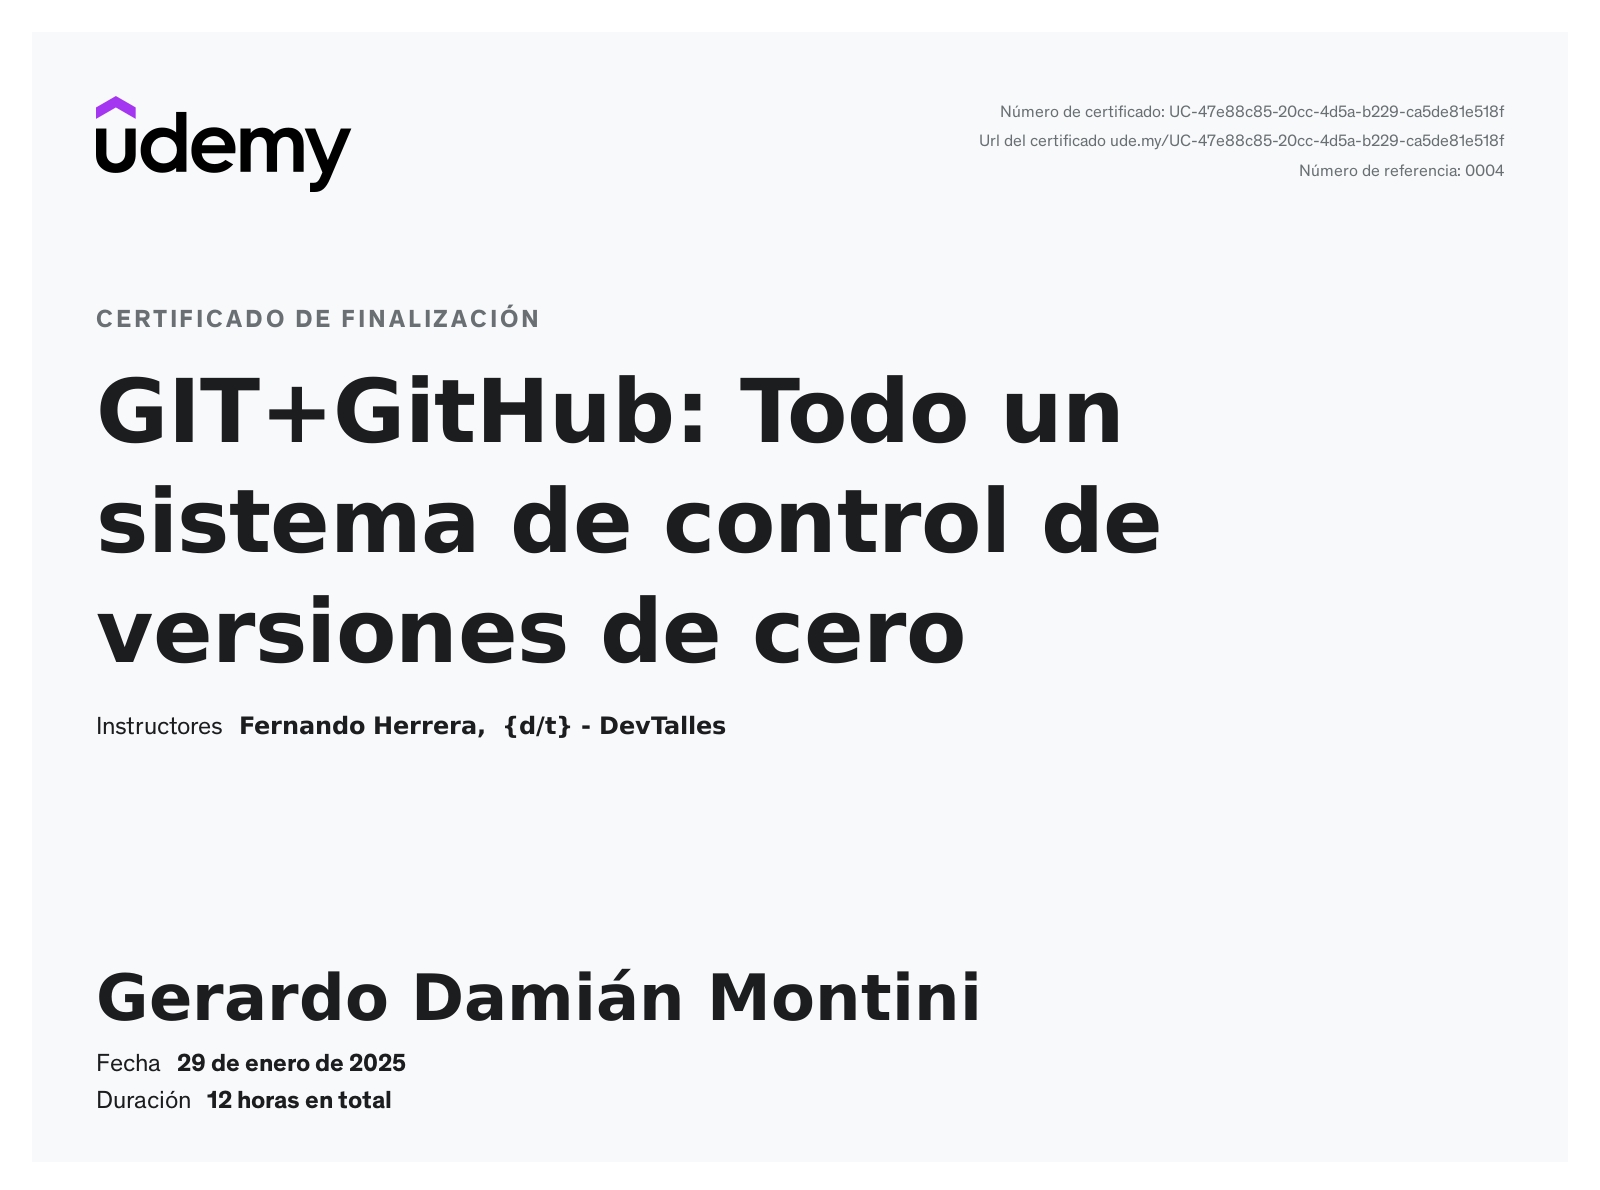 udemy
Número de certificado: UC-47e88c85-20cc-4d5a-b229-ca5de81e518f
Url del certificado ude.my/UC-47e88c85-20cc-4d5a-b229-ca5de81e518f
Número de referencia: 0004
CERTIFICADO DE FINALIZACIÓN
GIT+GitHub: Todo un
sistema de control de
versiones de cero
Instructores Fernando Herrera, {d/t} - DevTalles
Gerardo Damián Montini
Fecha 29 de enero de 2025
Duración 12 horas en total